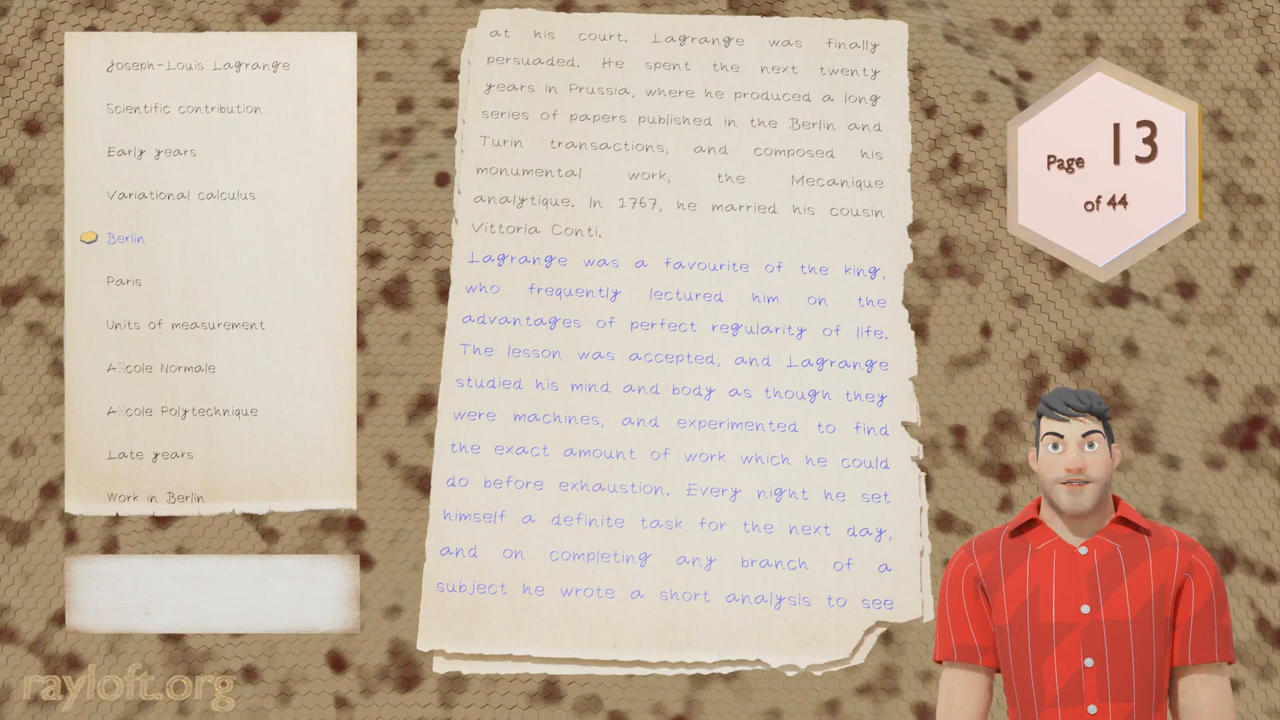 Joseph-Louis Lagrange
Scientific contribution
Early years
Variational calculus
Berlin
Paris
Units of measurement
A cole Normale
A cole Polytechnique
Late years
Work in Berlin
at his court. Lagrange was finally
persuaded. He spent the next twenty
years in Prussia, where he produced a long
series of papers published in the Berlin and
Turin transactions, and composed his
monumental work, the Mecanique
analytique. In 1767, he married his cousin
Vittoria Conti.
Lagrange was a favourite of the king,
who frequently lectured him on the
advantages of perfect regularity of life.
The lesson was accepted, and Lagrange
studied his mind and body as though they
were machines, and experimented to find
the exact amount of work which he could
do before exhaustion. Every night he set
himself a definite task for the next day,
and on completing any branch of a
subject he wrote a short analysis to see
Page 13
of 44
rayloft.org